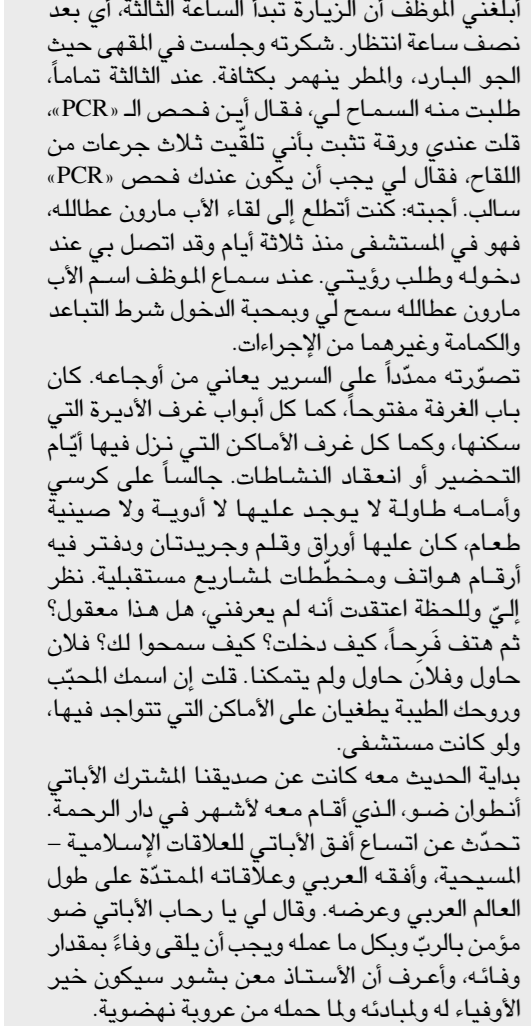 أبلغني الموظف أن الزيارة تبدأ الساعة الثالثة، أي بعد
نصف ساعة انتظار. شكرته وجلست في المقهى حيث
الجو البارد، والمطر ينهمر بكثافة. عند الثالثة تماماً،
طلبت منه السماح لي، فقال أين فحص الـ «PCR»،
قلت عندي ورقة تثبت بأني تلقّيت ثلاث جرعات من
اللقاح، فقال لي يجب أن يكون عندك فحص «PCR»
سالب. أجبته: كنت أتطلع إلى لقاء الأب مارون عطالله،
فهو في المستشفى منذ ثلاثة أيام وقد اتصل بي عند
دخوله وطلب رؤيتي. عند سماع الموظف اسم الأب
مارون عطالله سمح لي وبمحبة الدخول شرط التباعد
والكمامة وغيرهما من الإجراءات.
تصوّرته ممدّداً على السرير يعاني من أوجاعه. كان
باب الغرفة مفتوحاً، كما كل أبواب غرف الأديرة التي
سكنها، وكما كل غرف الأماكن التي نزل فيها أيّام
التحضير أو انعقاد النشاطات. جالساً على كرسي
وأمامه طاولة لا يوجد عليها لا أدوية ولا صينية
طعام، كان عليها أوراق وقلم وجريدتان ودفتر فيه
أرقام هواتف ومخطّطات لمشاريع مستقبلية. نظر
إليّ وللحظة اعتقدت أنه لم يعرفني، هل هذا معقول؟
ثم هتف فَرِحاً، كيف دخلت؟ كيف سمحوا لك؟ فلان
حاول وفلان حاول ولم يتمكنا. قلت إن اسمك المحبّب
وروحك الطيبة يطغيان على الأماكن التي تتواجد فيها،
ولو كانت مستشفى.
بداية الحديث معه كانت عن صديقنا المشترك الأباتي
أنطوان ضو، الذي أقام معه لأشهر في دار الرحمة.
تحدّث عن اتساع أفق الأباتي للعلاقات الإسلامية –
المسيحية، وأفقه العربي وعلاقاته الممتدّة على طول
العالم العربي وعرضه. وقال لي يا رحاب الأباتي ضو
مؤمن بالربّ وبكل ما عمله ويجب أن يلقى وفاءً بمقدار
وفائه، وأعرف أن الأستاذ معن بشور سيكون خير
الأوفياء له ولمبادئه ولما حمله من عروبة نهضوية.